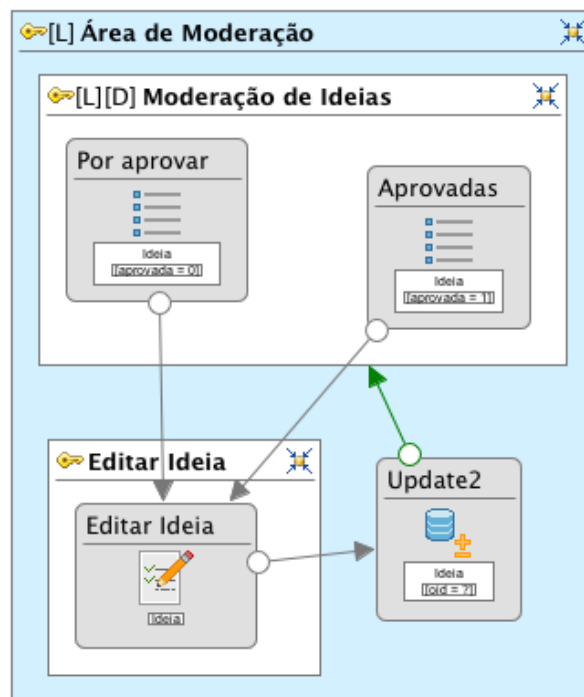 [L] Área de Moderação
[L][D] Moderação de Ideias
Por aprovar
Ideia
[[aprovada = 0]]
Aprovadas
Ideia
[[aprovada = 1]]
Editar Ideia
Editar Ideia
Ideia
Update2
Ideia
[[oid = ?]]